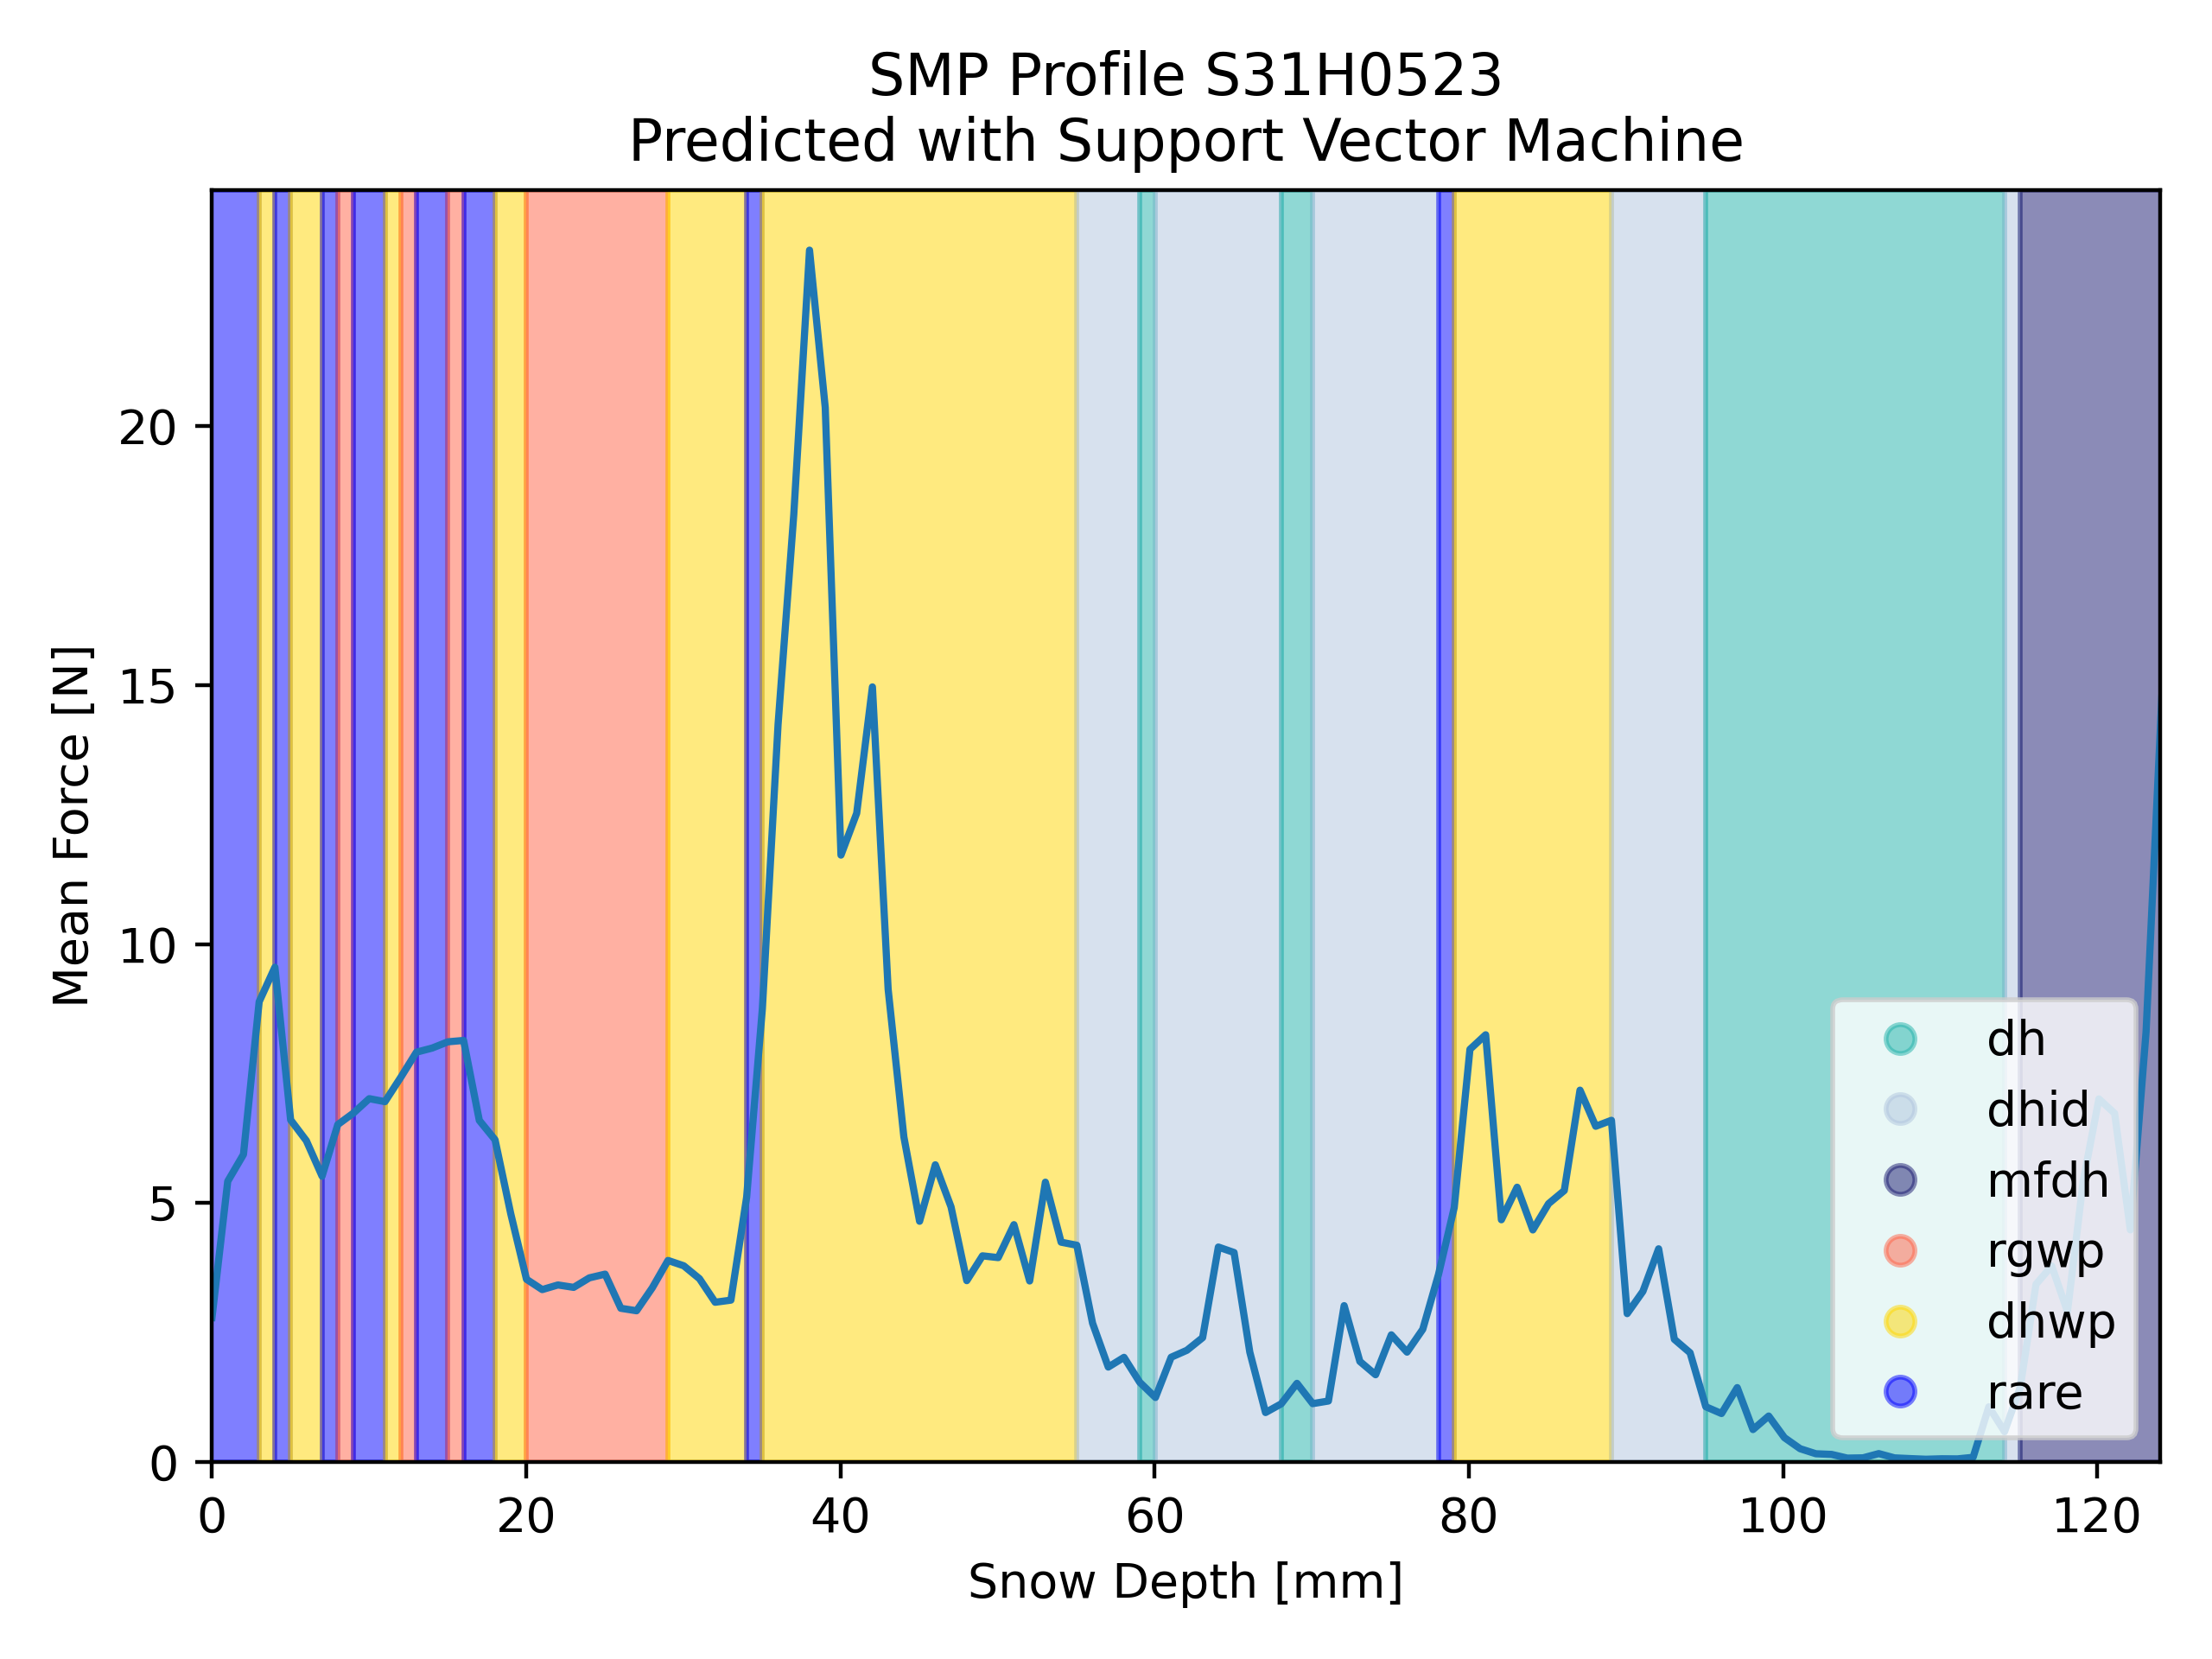 SMP Profile S31H0523
Predicted with Support Vector Machine
Mean Force [N]
20
15
10
5
0
0 20 40 60 80 100 120
Snow Depth [mm]
dh
dhid
mfdh
rgwp
dhwp
rare